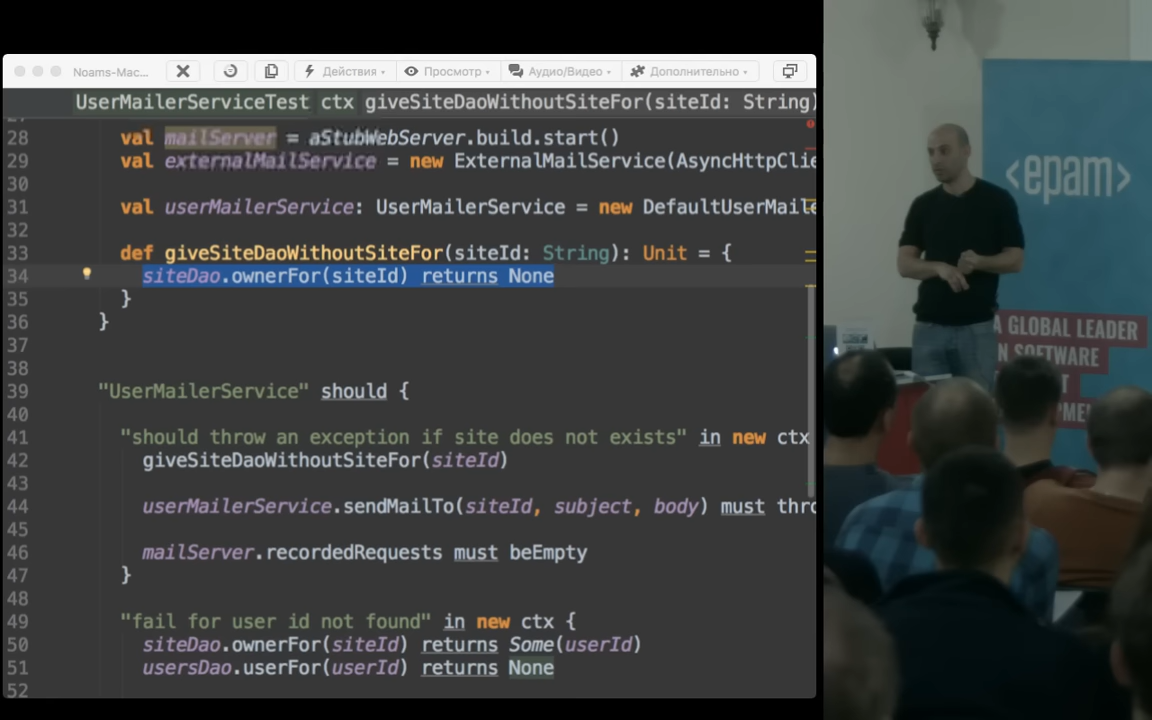 Noams-Mac...
Действия
Просмотр
Аудио/Видео
Дополнительно
UserMailerServiceTest ctx giveSiteDaoWithoutSiteFor(siteId: String)
28 val mailServer = aStubWebServer.build.start()
29 val externalMailService = new ExternalMailService(AsyncHttpClie
30
31 val userMailerService: UserMailerService = new DefaultUserMaile
32
33 def giveSiteDaoWithoutSiteFor(siteId: String): Unit = {
34 siteDao.ownerFor(siteId) returns None
35 }
36 }
37
38
39 "UserMailerService" should {
40
41 "should throw an exception if site does not exists" in new ctx
42 giveSiteDaoWithoutSiteFor(siteId)
43
44 userMailerService.sendMailTo(siteId, subject, body) must thro
45
46 mailServer.recordedRequests must beEmpty
47 }
48
49 "fail for user id not found" in new ctx {
50 siteDao.ownerFor(siteId) returns Some(userId)
51 usersDao.userFor(userId) returns None
52
<epam>
A GLOBAL LEADER
N SOFTWARE